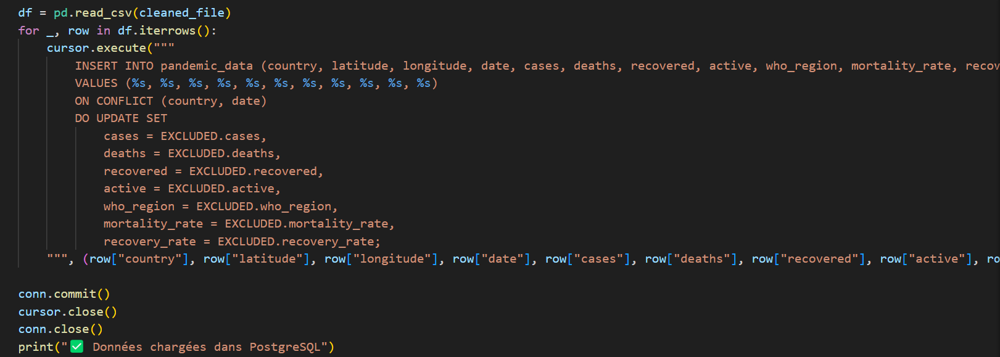 df = pd.read_csv(cleaned_file)
for _, row in df.iterrows():
    cursor.execute("""
        INSERT INTO pandemic_data (country, latitude, longitude, date, cases, deaths, recovered, active, who_region, mortality_rate, recov
        VALUES (%s, %s, %s, %s, %s, %s, %s, %s, %s, %s, %s)
        ON CONFLICT (country, date)
        DO UPDATE SET
            cases = EXCLUDED.cases,
            deaths = EXCLUDED.deaths,
            recovered = EXCLUDED.recovered,
            active = EXCLUDED.active,
            who_region = EXCLUDED.who_region,
            mortality_rate = EXCLUDED.mortality_rate,
            recovery_rate = EXCLUDED.recovery_rate;
    """, (row["country"], row["latitude"], row["longitude"], row["date"], row["cases"], row["deaths"], row["recovered"], row["active"], ro
conn.commit()
cursor.close()
conn.close()
print("✅ Données chargées dans PostgreSQL")